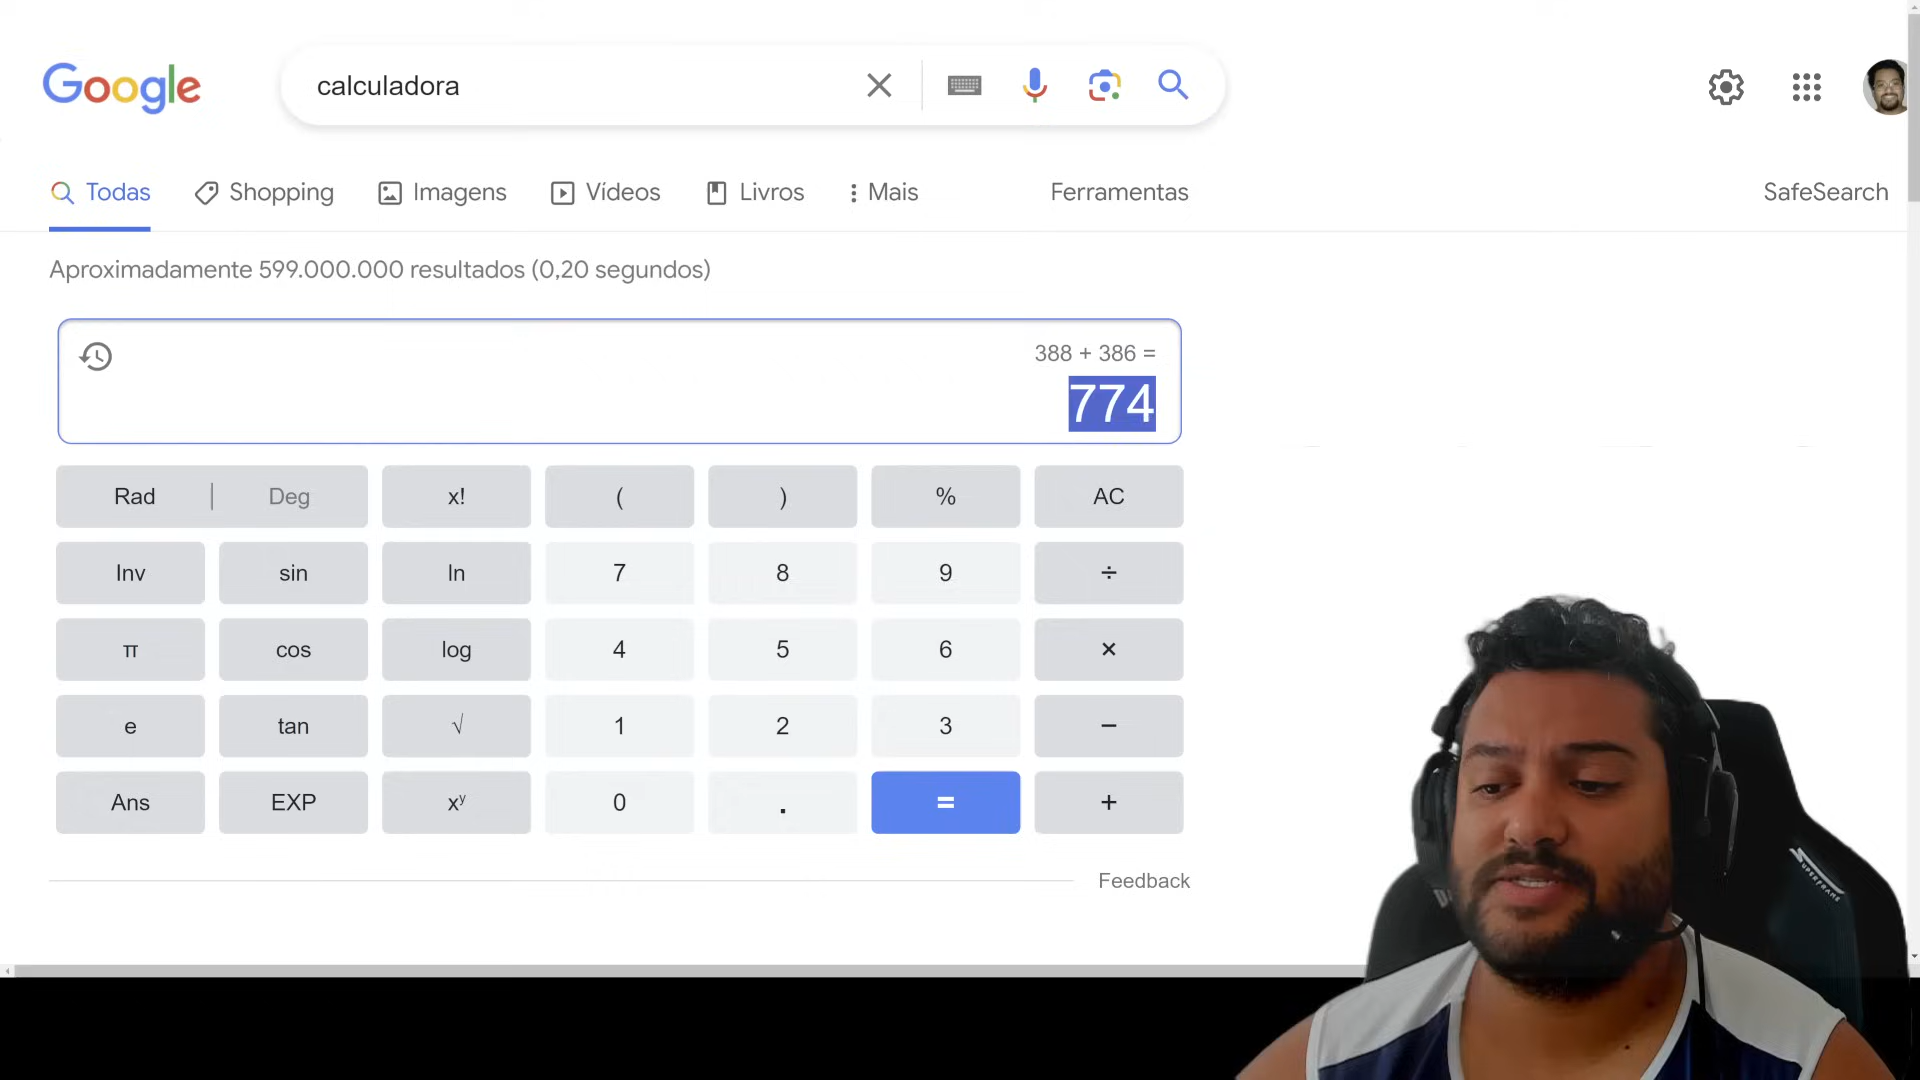 Google
calculadora
Todas
Shopping
Imagens
Vídeos
Livros
Mais
Ferramentas
SafeSearch
Aproximadamente 599.000.000 resultados (0,20 segundos)
388 + 386 =
774
Rad | Deg x! ( ) % AC
Inv sin ln 7 8 9 ÷
π cos log 4 5 6 ×
e tan √ 1 2 3 −
Ans EXP xʸ 0 . = +
Feedback
SUPERFRAME